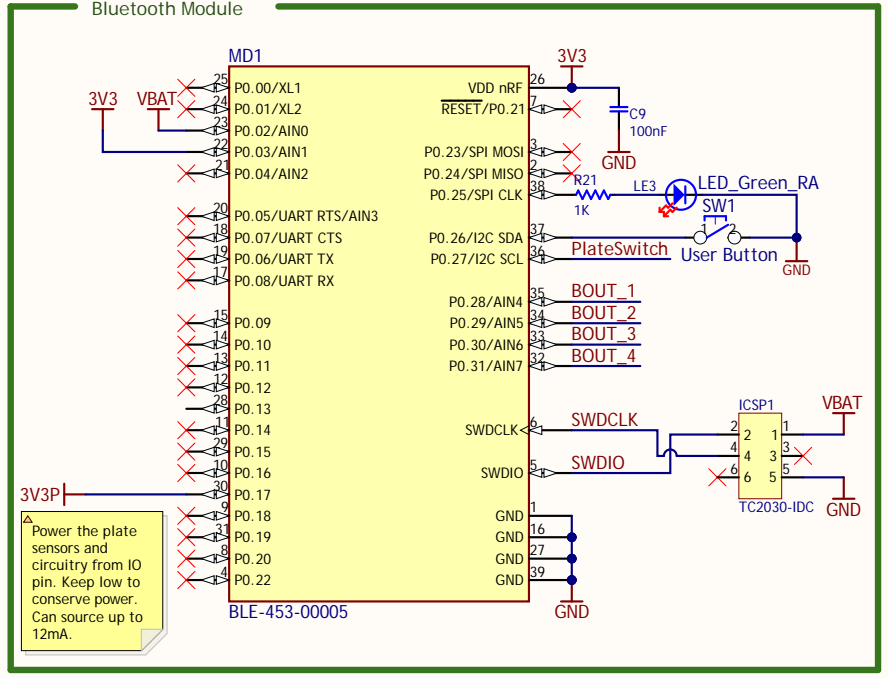 Bluetooth Module
MD1
3V3
25
P0.00/XL1
VDD nRF
26
3V3
VBAT
24
P0.01/XL2
RESET/P0.21
7
C9
23
P0.02/AIN0
100nF
22
P0.03/AIN1
P0.23/SPI MOSI
3
GND
21
P0.04/AIN2
P0.24/SPI MISO
2
R21
LE3
LED_Green_RA
P0.25/SPI CLK
38
1K
SW1
20
P0.05/UART RTS/AIN3
18
P0.07/UART CTS
P0.26/I2C SDA
37
1
2
19
P0.06/UART TX
P0.27/I2C SCL
36
PlateSwitch
User Button
17
P0.08/UART RX
GND
P0.28/AIN4
35
BOUT_1
15
P0.09
P0.29/AIN5
34
BOUT_2
14
P0.10
P0.30/AIN6
33
BOUT_3
13
P0.11
P0.31/AIN7
32
BOUT_4
12
P0.12
28
P0.13
ICSP1
VBAT
11
P0.14
SWDCLK
6
SWDCLK
2
2
1
1
29
P0.15
4
4
3
3
10
P0.16
SWDIO
5
SWDIO
6
6
5
5
3V3P
30
P0.17
TC2030-IDC
GND
9
P0.18
GND
1
31
P0.19
GND
16
8
P0.20
GND
27
4
P0.22
GND
39
BLE-453-00005
GND
Power the plate
sensors and
circuitry from IO
pin. Keep low to
conserve power.
Can source up to
12mA.